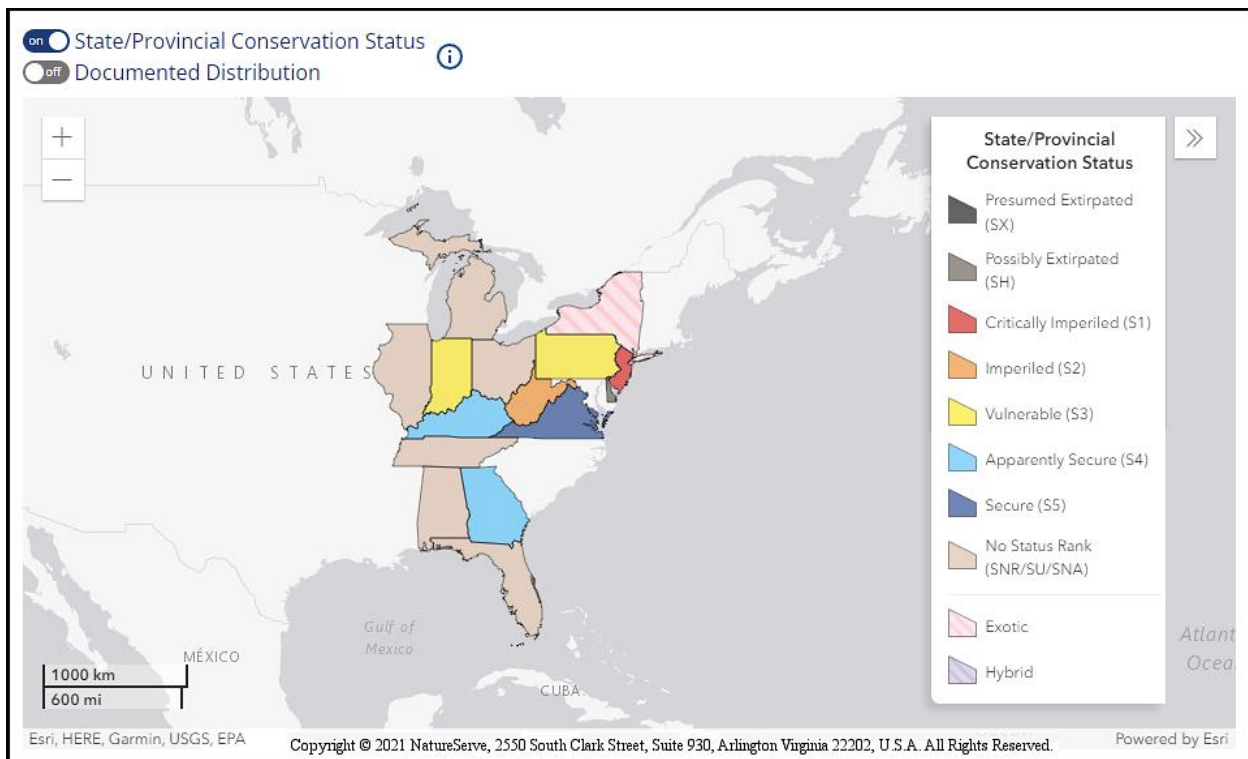 on State/Provincial Conservation Status
off Documented Distribution
State/Provincial
Conservation Status
Presumed Extirpated
(SX)
Possibly Extirpated
(SH)
Critically Imperiled (S1)
Imperiled (S2)
Vulnerable (S3)
Apparently Secure (S4)
Secure (S5)
No Status Rank
(SNR/SU/SNA)
Exotic
Hybrid
UNITED STATES
Gulf of
Mexico
MÉXICO
CUBA
Atlant
Ocea
1000 km
600 mi
Esri, HERE, Garmin, USGS, EPA
Copyright © 2021 NatureServe, 2550 South Clark Street, Suite 930, Arlington Virginia 22202, U.S.A. All Rights Reserved.
Powered by Esri